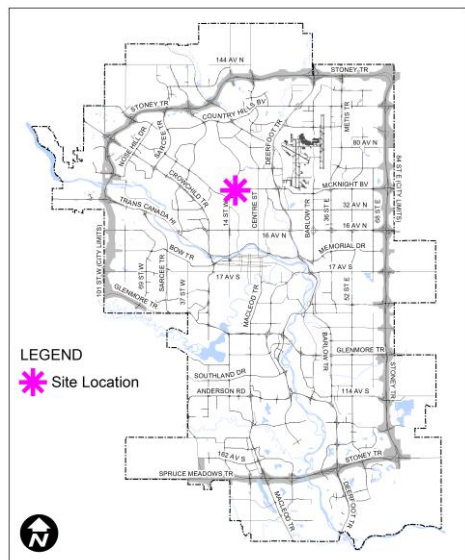 144 AV N
STONEY TR
STONEY TR
COUNTRY HILLS BV
NOSE HILL DR
SARCEE TR
DEERFOOT TR
METIS TR
80 AV N
CROWCHILD TR
MCKNIGHT BV
84 ST E (CITY LIMITS)
14 ST W
CENTRE ST
BARLOW TR
36 ST E
32 AV N
68 ST E
TRANS CANADA HI
16 AV N
16 AV N
BOW TR
MEMORIAL DR
17 AV S
17 AV S
101 ST W (CITY LIMITS)
69 ST W
SARCEE TR
37 ST W
GLENMORE TR
MACLEOD TR
52 ST E
BARLOW TR
GLENMORE TR
LEGEND
Site Location
SOUTHLAND DR
ANDERSON RD
114 AV S
STONEY TR
162 AV S
STONEY TR
SPRUCE MEADOWS TR
MACLEOD TR
DEERFOOT TR
N